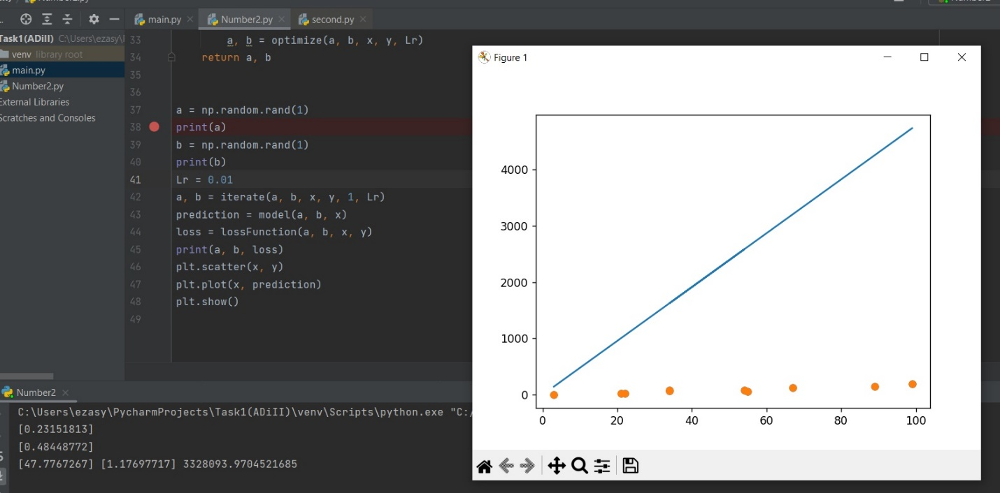 main.py Number2.py second.py
Task1(ADiII) C:\Users\ezasy\
venv library root
main.py
Number2.py
External Libraries
Scratches and Consoles
33 a, b = optimize(a, b, x, y, Lr)
34 return a, b
35
36
37 a = np.random.rand(1)
38 print(a)
39 b = np.random.rand(1)
40 print(b)
41 Lr = 0.01
42 a, b = iterate(a, b, x, y, 1, Lr)
43 prediction = model(a, b, x)
44 loss = lossFunction(a, b, x, y)
45 print(a, b, loss)
46 plt.scatter(x, y)
47 plt.plot(x, prediction)
48 plt.show()
49
Figure 1
4000
3000
2000
1000
0
0 20 40 60 80 100
Number2
C:\Users\ezasy\PycharmProjects\Task1(ADiII)\venv\Scripts\python.exe "C:/
[0.23151813]
[0.48448772]
[47.7767267] [1.17697717] 3328093.9704521685